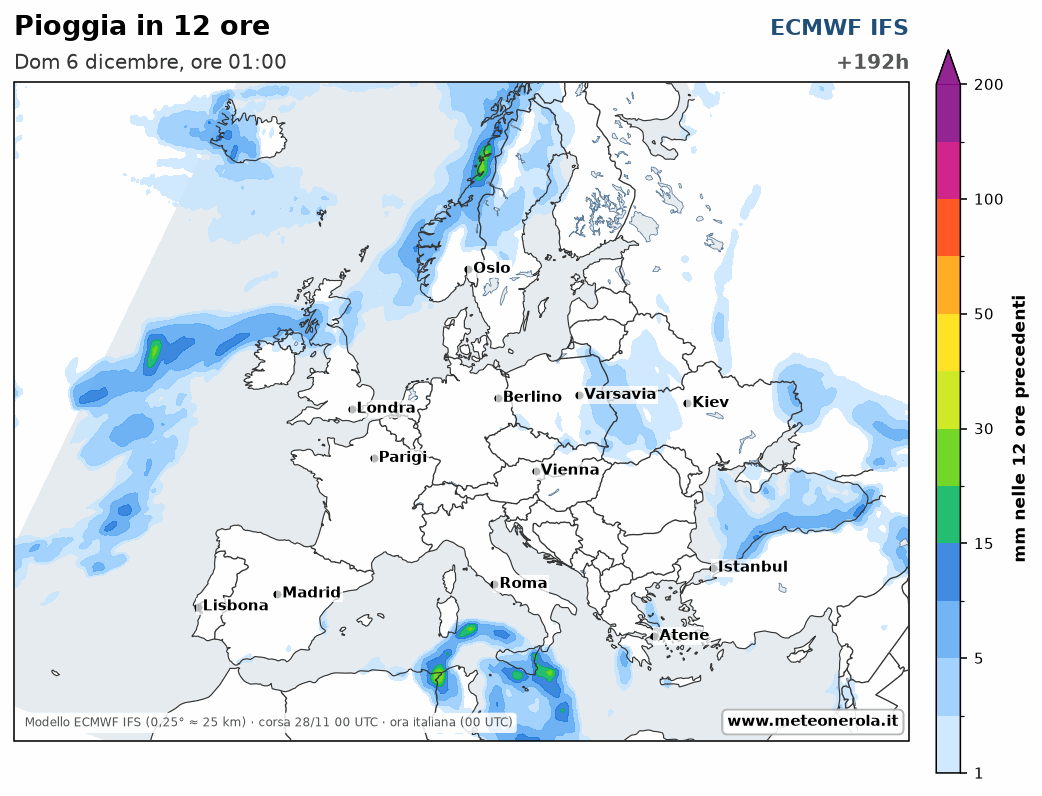 Pioggia in 12 ore
ECMWF IFS
Dom 6 dicembre, ore 01:00
+192h
200
100
50
30
15
5
1
mm nelle 12 ore precedenti
Oslo
Berlino
Varsavia
Kiev
Londra
Parigi
Vienna
Istanbul
Roma
Madrid
Lisbona
Atene
Modello ECMWF IFS (0,25° ≈ 25 km) · corsa 28/11 00 UTC · ora italiana (00 UTC)
www.meteonerola.it